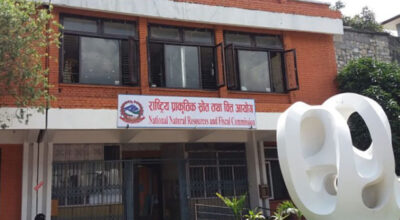 राष्ट्रिय प्राकृतिक स्रोत तथा वित्त आयोग
National Natural Resources and Fiscal Commission